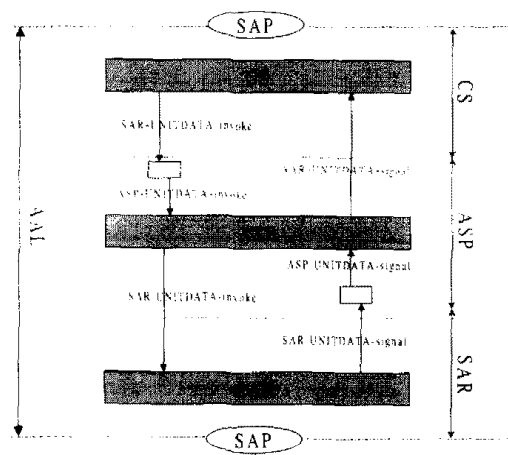 SAP
CS
SAR-UNITDATA-invoke
SAR-UNITDATA-signal
ASP-UNITDATA-invoke
AAL
ASP
ASP UNITDATA-signal
SAR UNITDATA-invoke
SAR UNITDATA-signal
SAR
SAP